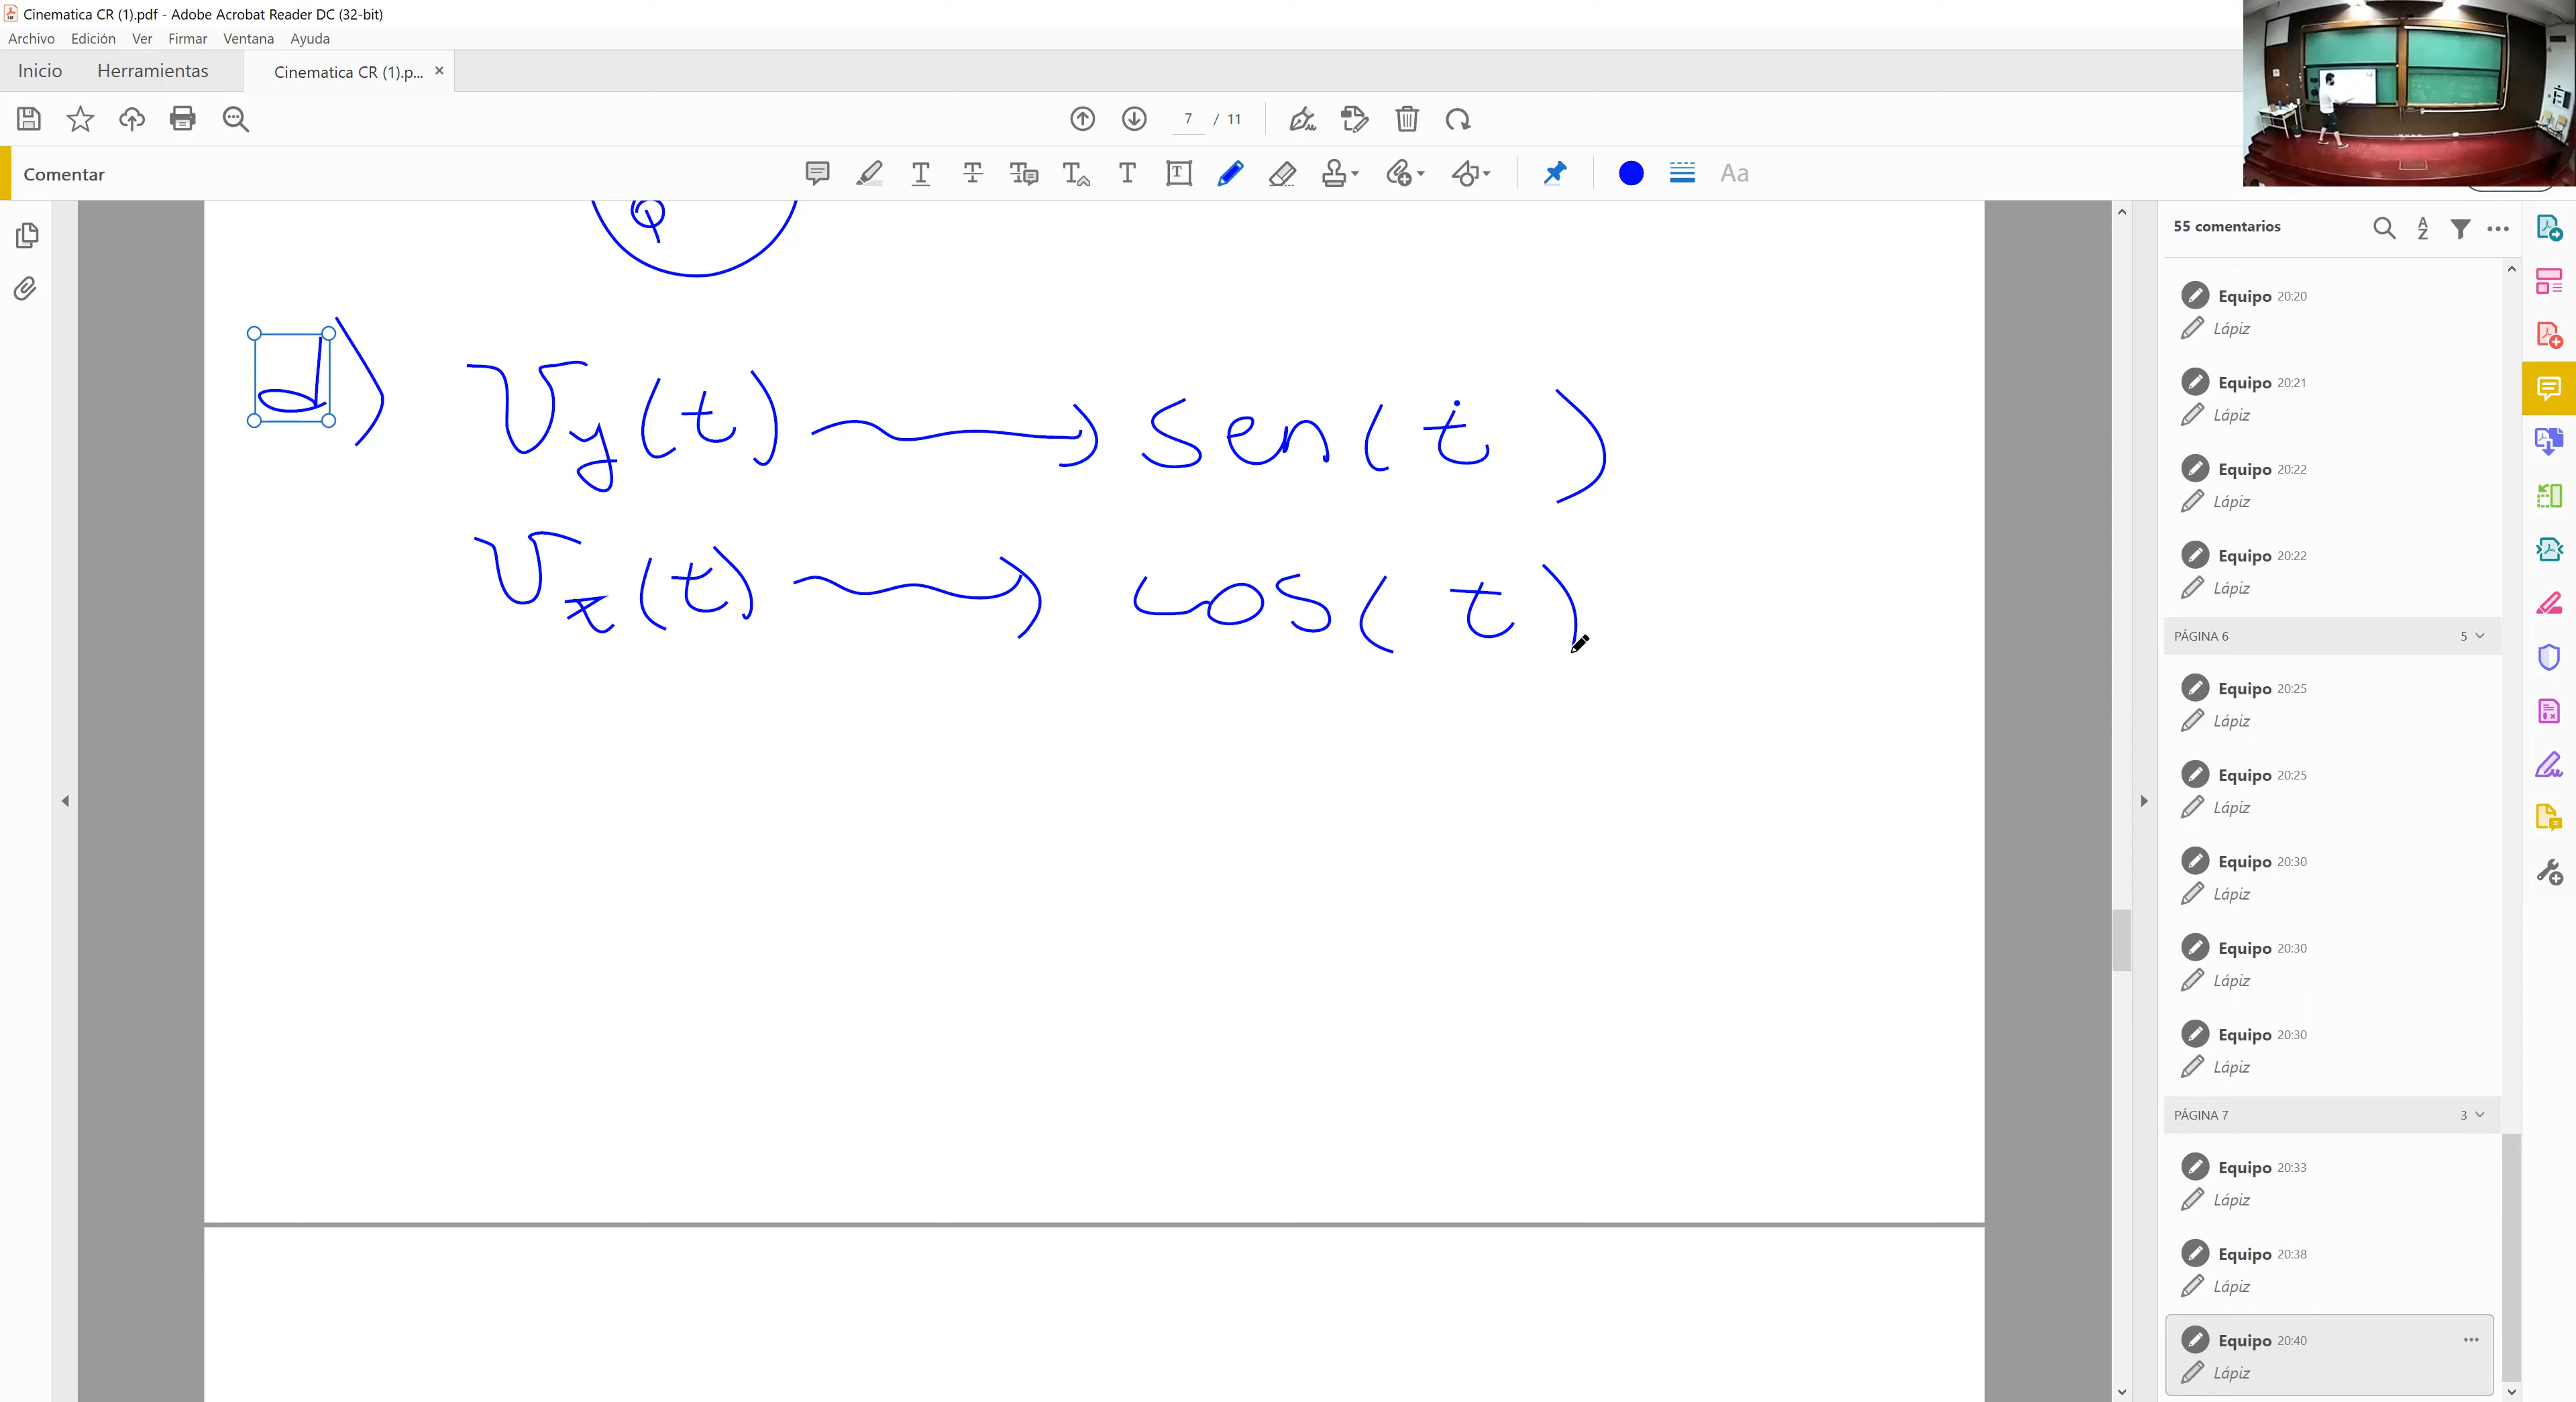 Cinematica CR (1).pdf - Adobe Acrobat Reader DC (32-bit)
Archivo Edición Ver Firmar Ventana Ayuda
Inicio Herramientas Cinematica CR (1).p... ×
7 / 11
Comentar
T T T T T T Aa
55 comentarios
A
Z
Q
d) Vy(t) → sen(t)
Vz(t) → cos(t)
Equipo 20:20
Lápiz
Equipo 20:21
Lápiz
Equipo 20:22
Lápiz
Equipo 20:22
Lápiz
PÁGINA 6 5
Equipo 20:25
Lápiz
Equipo 20:25
Lápiz
Equipo 20:30
Lápiz
Equipo 20:30
Lápiz
Equipo 20:30
Lápiz
PÁGINA 7 3
Equipo 20:33
Lápiz
Equipo 20:38
Lápiz
Equipo 20:40
Lápiz